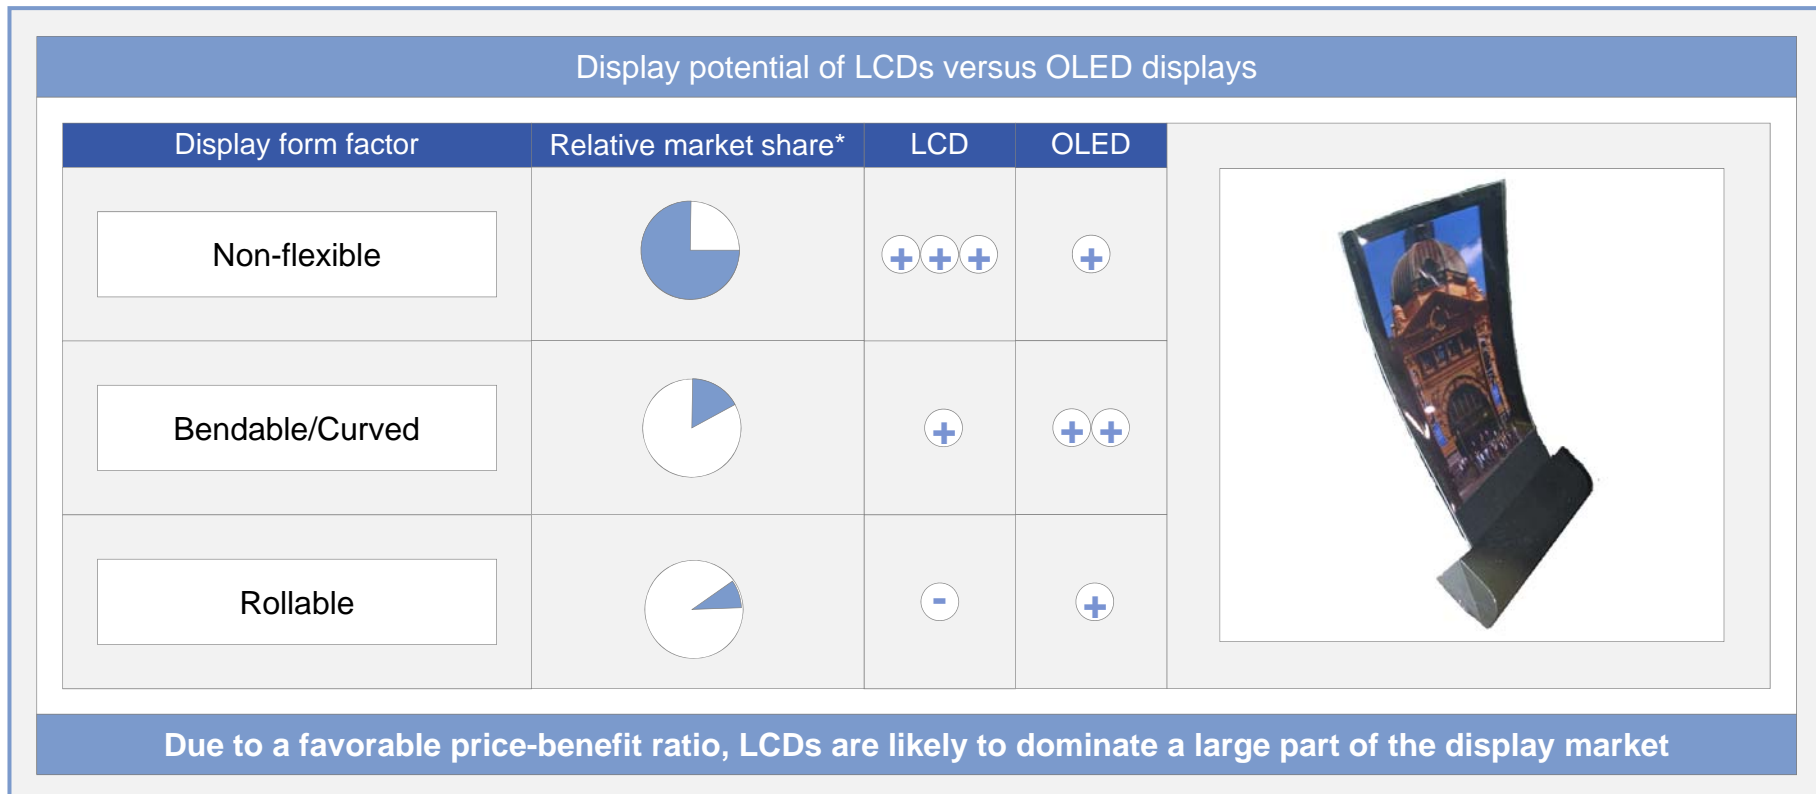 Display potential of LCDs versus OLED displays
Display form factor
Relative market share*
LCD
OLED
Non-flexible
+++
+
Bendable/Curved
+
++
Rollable
-
+
Due to a favorable price-benefit ratio, LCDs are likely to dominate a large part of the display market